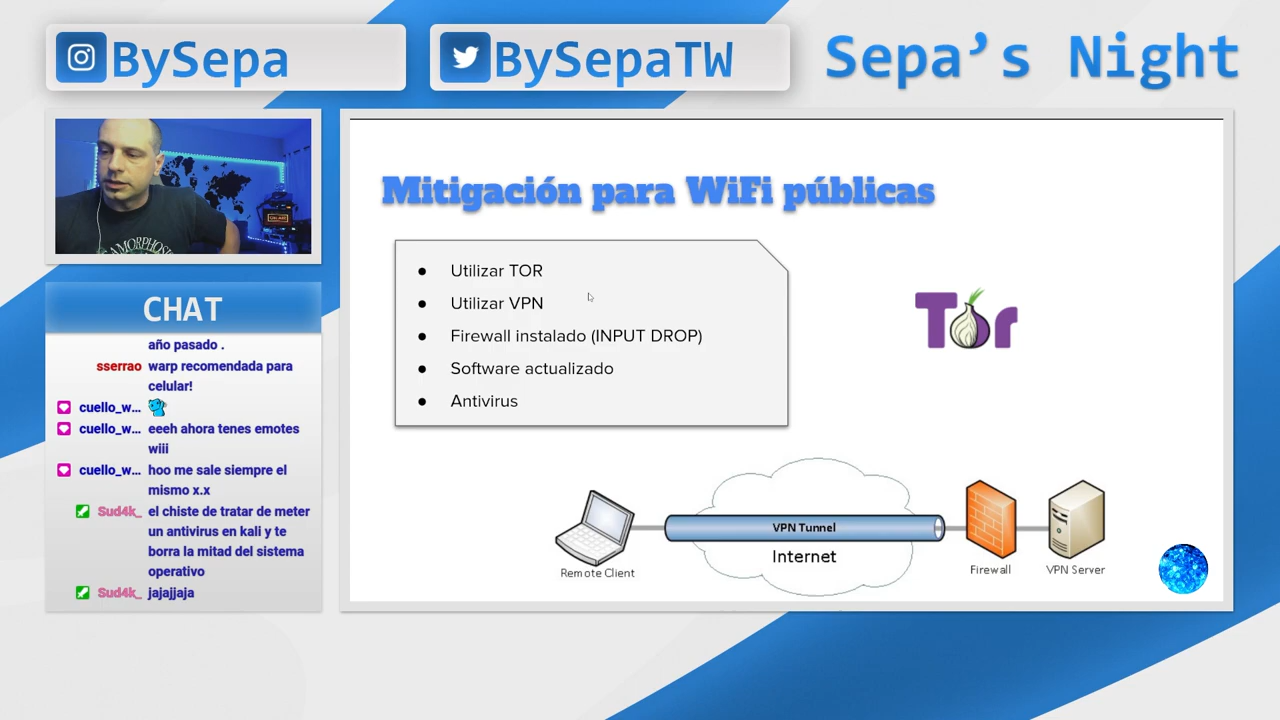 BySepa
BySepaTW
Sepa’s Night
CHAT
año pasado .
sserrao warp recomendada para
celular!
cuello_w...
cuello_w... eeeh ahora tenes emotes
wiii
cuello_w... hoo me sale siempre el
mismo x.x
Sud4k_ el chiste de tratar de meter
un antivirus en kali y te
borra la mitad del sistema
operativo
Sud4k_ jajajjaja
Mitigación para WiFi públicas
● Utilizar TOR
● Utilizar VPN
● Firewall instalado (INPUT DROP)
● Software actualizado
● Antivirus
Tor
VPN Tunnel
Internet
Remote Client
Firewall
VPN Server